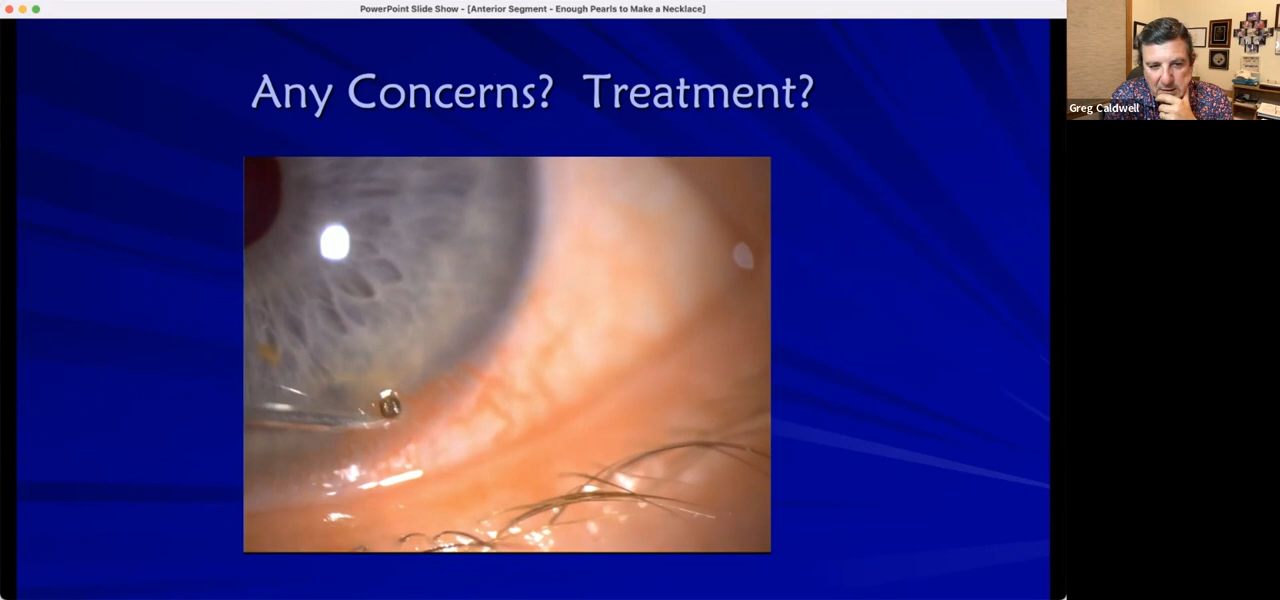 PowerPoint Slide Show - [Anterior Segment - Enough Pearls to Make a Necklace]
Any Concerns? Treatment?
Greg Caldwell